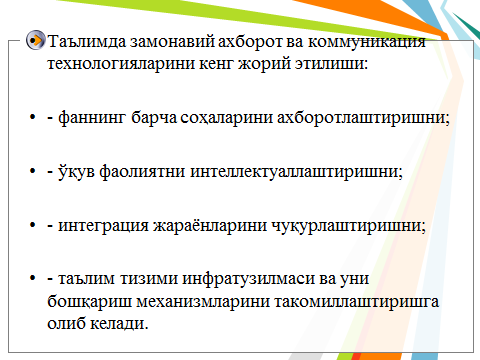 Таълимда замонавий ахборот ва коммуникация
технологияларини кенг жорий этилиши:
• - фаннинг барча соҳаларини ахборотлаштиришни;
• - ўқув фаолиятни интеллектуаллаштиришни;
• - интеграция жараёнларини чуқурлаштиришни;
• - таълим тизими инфратузилмаси ва уни
бошқариш механизмларини такомиллаштиришга
олиб келади.